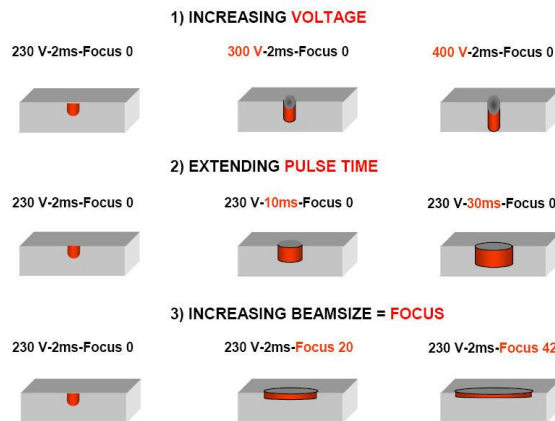 1) INCREASING VOLTAGE
230 V-2ms-Focus 0
300 V-2ms-Focus 0
400 V-2ms-Focus 0
2) EXTENDING PULSE TIME
230 V-2ms-Focus 0
230 V-10ms-Focus 0
230 V-30ms-Focus 0
3) INCREASING BEAMSIZE = FOCUS
230 V-2ms-Focus 0
230 V-2ms-Focus 20
230 V-2ms-Focus 42